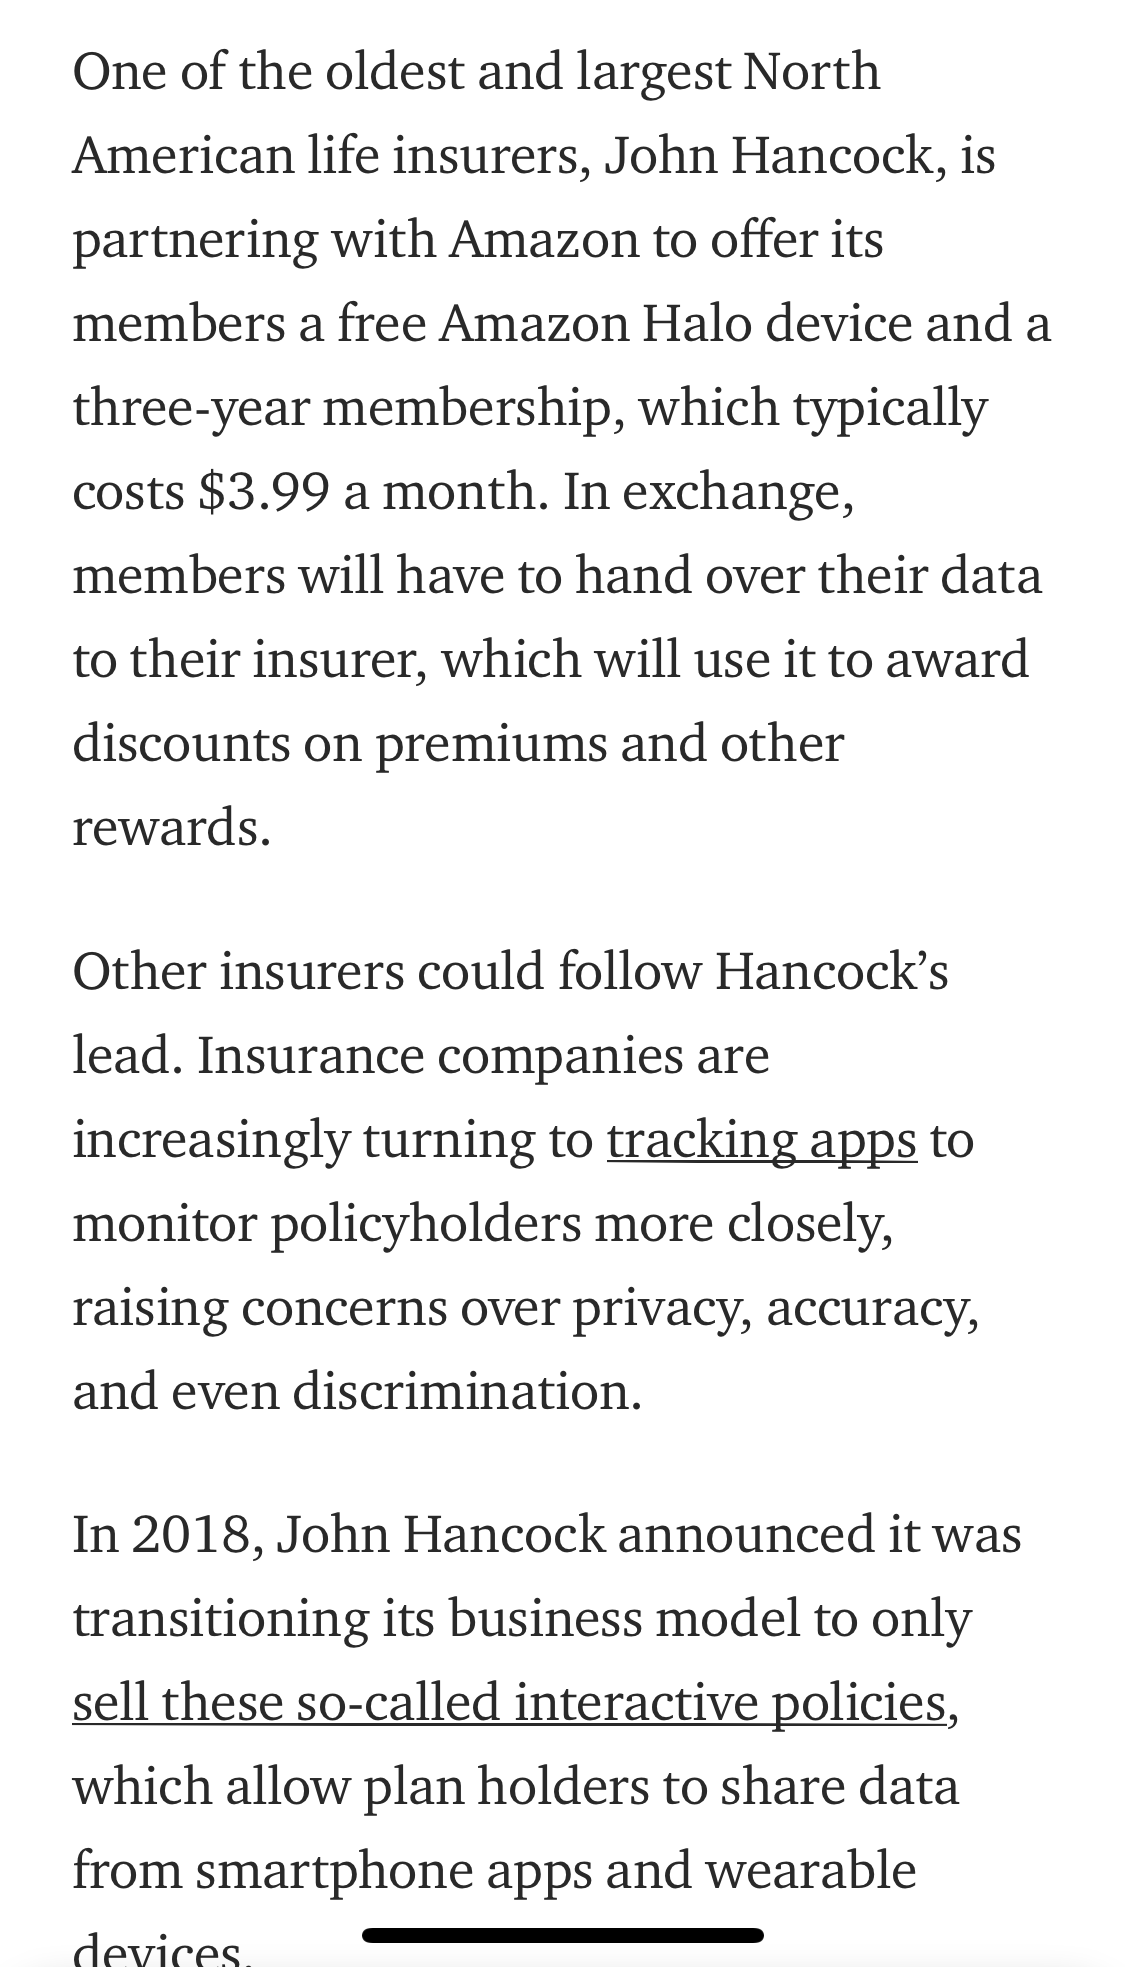 One of the oldest and largest North
American life insurers, John Hancock, is
partnering with Amazon to offer its
members a free Amazon Halo device and a
three-year membership, which typically
costs $3.99 a month. In exchange,
members will have to hand over their data
to their insurer, which will use it to award
discounts on premiums and other
rewards.
Other insurers could follow Hancock’s
lead. Insurance companies are
increasingly turning to tracking apps to
monitor policyholders more closely,
raising concerns over privacy, accuracy,
and even discrimination.
In 2018, John Hancock announced it was
transitioning its business model to only
sell these so-called interactive policies,
which allow plan holders to share data
from smartphone apps and wearable
devices.